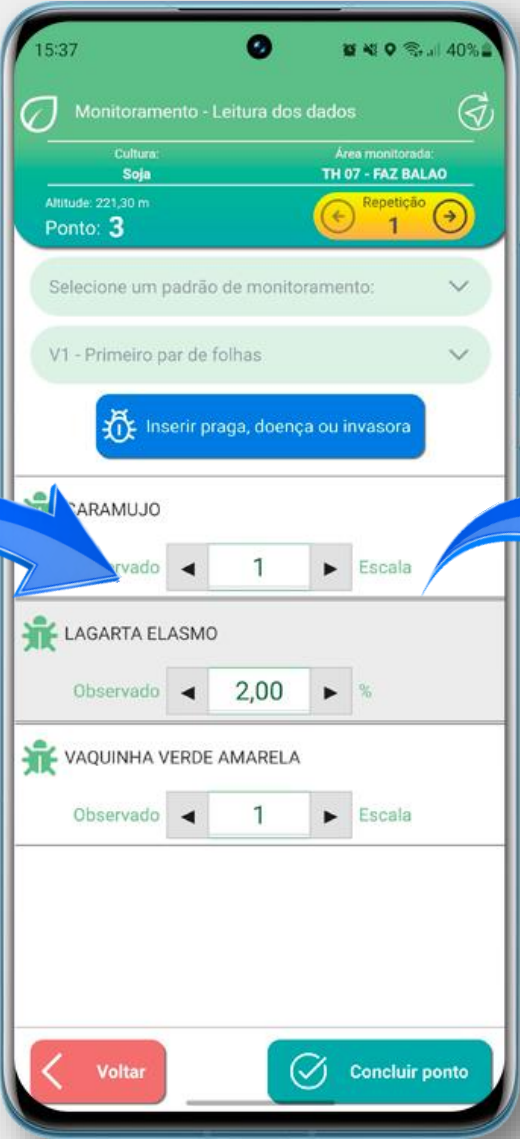 15:37
40%
Monitoramento - Leitura dos dados
Cultura:
Soja
Área monitorada:
TH 07 - FAZ BALAO
Altitude: 221,30 m
Ponto: 3
Repetição
1
Selecione um padrão de monitoramento:
V1 - Primeiro par de folhas
Inserir praga, doença ou invasora
CARAMUJO
1
Escala
LAGARTA ELASMO
Observado
2,00
%
VAQUINHA VERDE AMARELA
Observado
1
Escala
Voltar
Concluir ponto